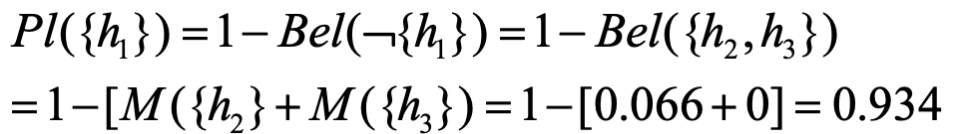 Pl({h₁}) = 1 − Bel(¬{h₁}) = 1 − Bel({h₂, h₃})
= 1 − [M({h₂} + M({h₃}) = 1 − [0.066 + 0] = 0.934